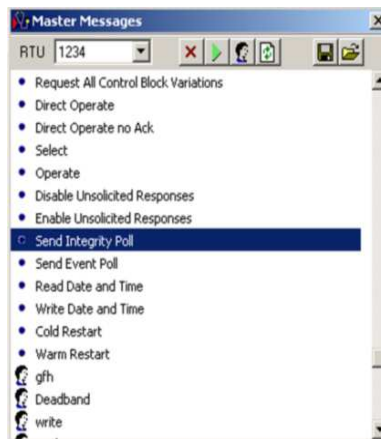 Master Messages
RTU 1234
Request All Control Block Variations
Direct Operate
Direct Operate no Ack
Select
Operate
Disable Unsolicited Responses
Enable Unsolicited Responses
Send Integrity Poll
Send Event Poll
Read Date and Time
Write Date and Time
Cold Restart
Warm Restart
gfh
Deadband
write